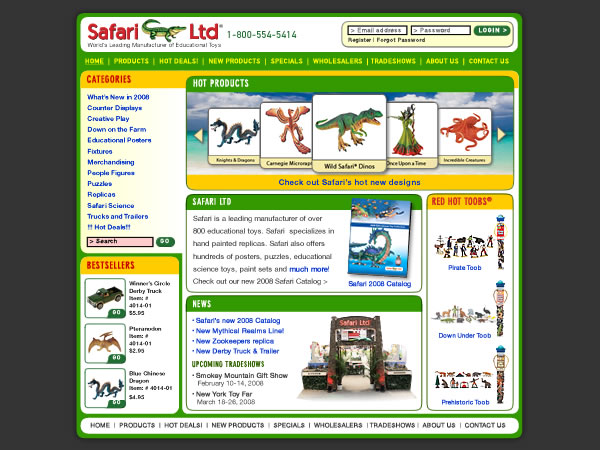 Safari Ltd®
World's Leading Manufacturer of Educational Toys
1-800-554-5414
> Email address > Password LOGIN >
Register | Forgot Password
HOME | PRODUCTS | HOT DEALS! | NEW PRODUCTS | SPECIALS | WHOLESALERS | TRADESHOWS | ABOUT US | CONTACT US
CATEGORIES
What's New in 2008
Counter Displays
Creative Play
Down on the Farm
Educational Posters
Fixtures
Merchandising
People Figures
Puzzles
Replicas
Safari Science
Trucks and Trailers
!!! Hot Deals!!!
> Search GO
BESTSELLERS
Winner's Circle
Derby Truck
Item: #
4014-01
$5.95
GO
Pteranodon
Item: #
4014-01
$2.95
GO
Blue Chinese
Dragon
Item: # 4014-01
$4.95
GO
HOT PRODUCTS
Knights & Dragons
Carnegie Microrap
Wild Safari® Dinos
Once Upon a Time
Incredible Creatures
Check out Safari's hot new designs
SAFARI LTD
Safari is a leading manufacturer of over
800 educational toys. Safari specializes in
hand painted replicas. Safari also offers
hundreds of posters, puzzles, educational
science toys, paint sets and much more!
Check out our new 2008 Safari Catalog >
Safari 2008 Catalog
NEWS
• Safari's new 2008 Catalog
• New Mythical Realms Line!
• New Zookeepers replica
• New Derby Truck & Trailer
UPCOMING TRADESHOWS
• Smokey Mountain Gift Show
February 10-14, 2008
• New York Toy Far
March 18-26, 2008
Safari Ltd
RED HOT TOOBS®
Pirate Toob
Down Under Toob
Prehistoric Toob
HOME | PRODUCTS | HOT DEALS! | NEW PRODUCTS | SPECIALS | WHOLESALERS | TRADESHOWS | ABOUT US | CONTACT US